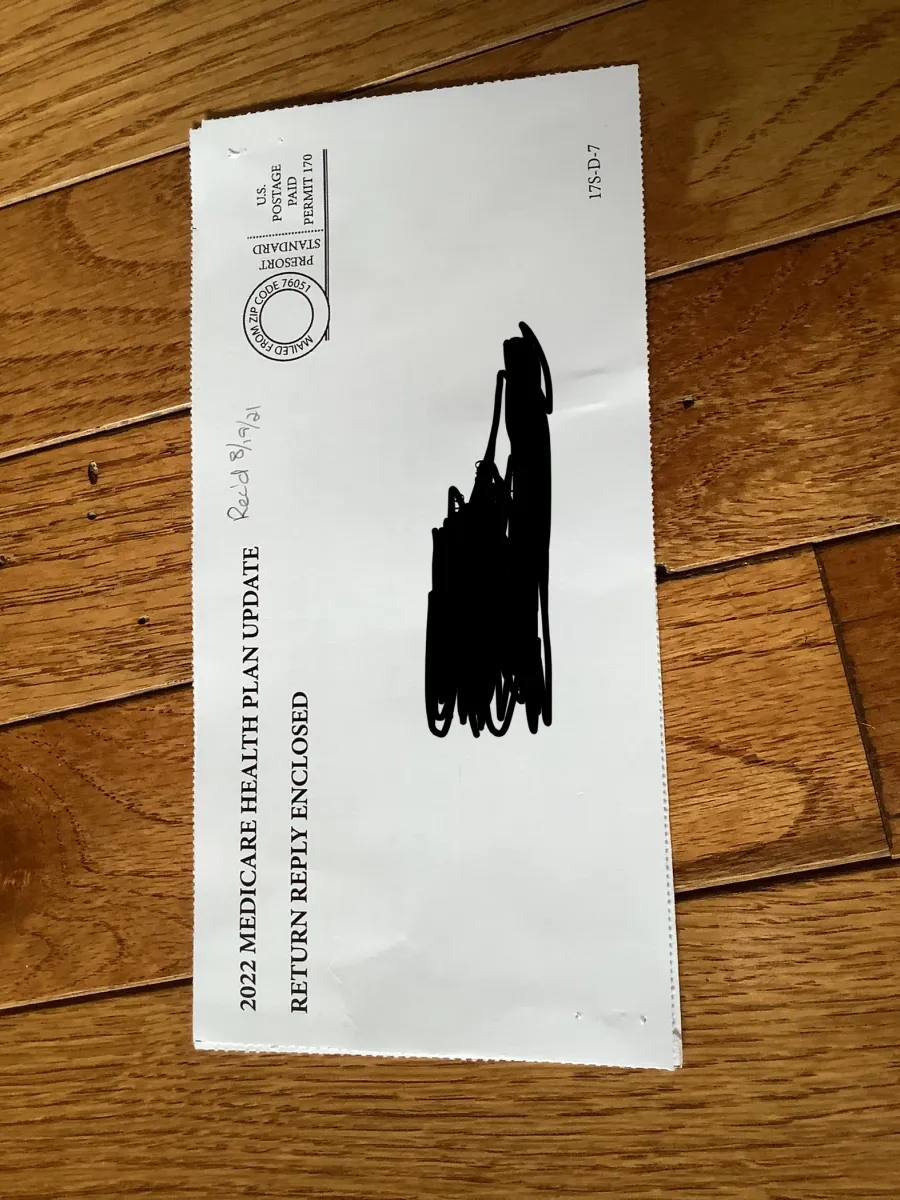 2022 MEDICARE HEALTH PLAN UPDATE Rec'd 8/19/21
RETURN REPLY ENCLOSED
MAILED FROM ZIP CODE 76051
PRESORT
STANDARD
U.S.
POSTAGE
PAID
PERMIT 170
17S-D-7